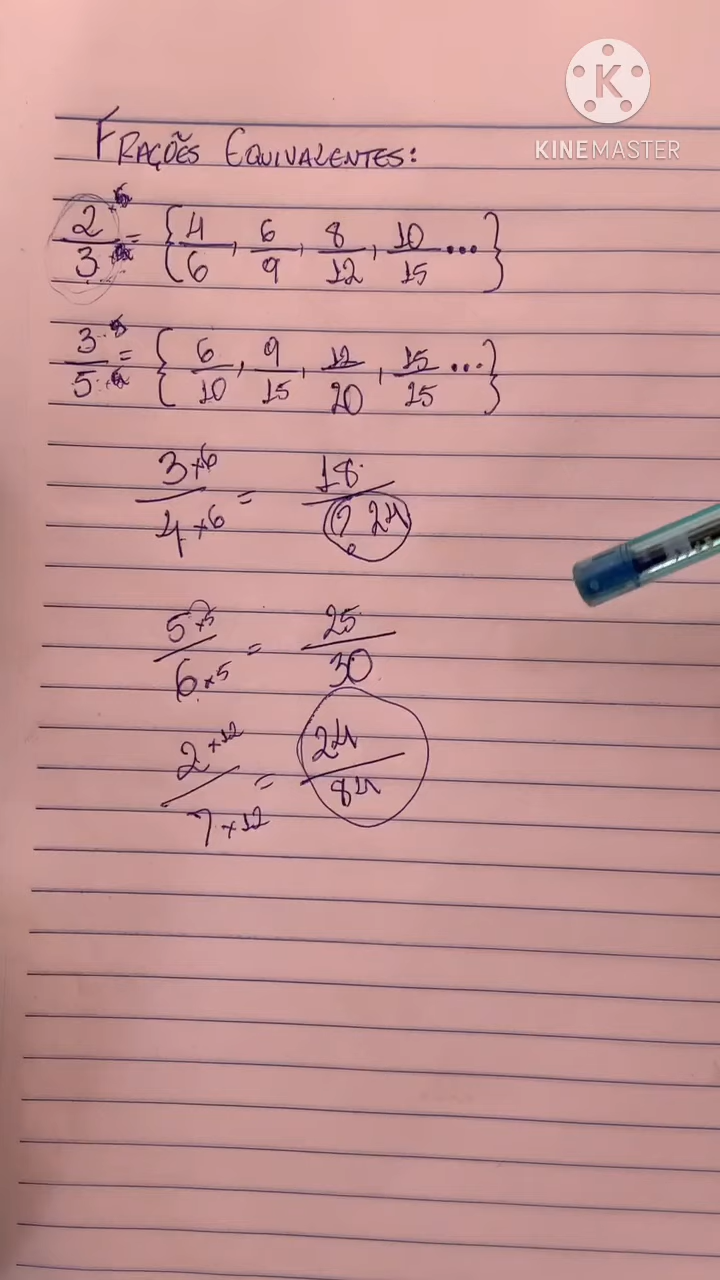 K
KINEMASTER
FRAÇÕES EQUIVALENTES:
2/3 = {4/6, 6/9, 8/12, 10/15 ...}
3/5 = {6/10, 9/15, 12/20, 15/25 ...}
3×6/4×6 = 18/? 24
5×5/6×5 = 25/30
2×12/7×12 = 24/84